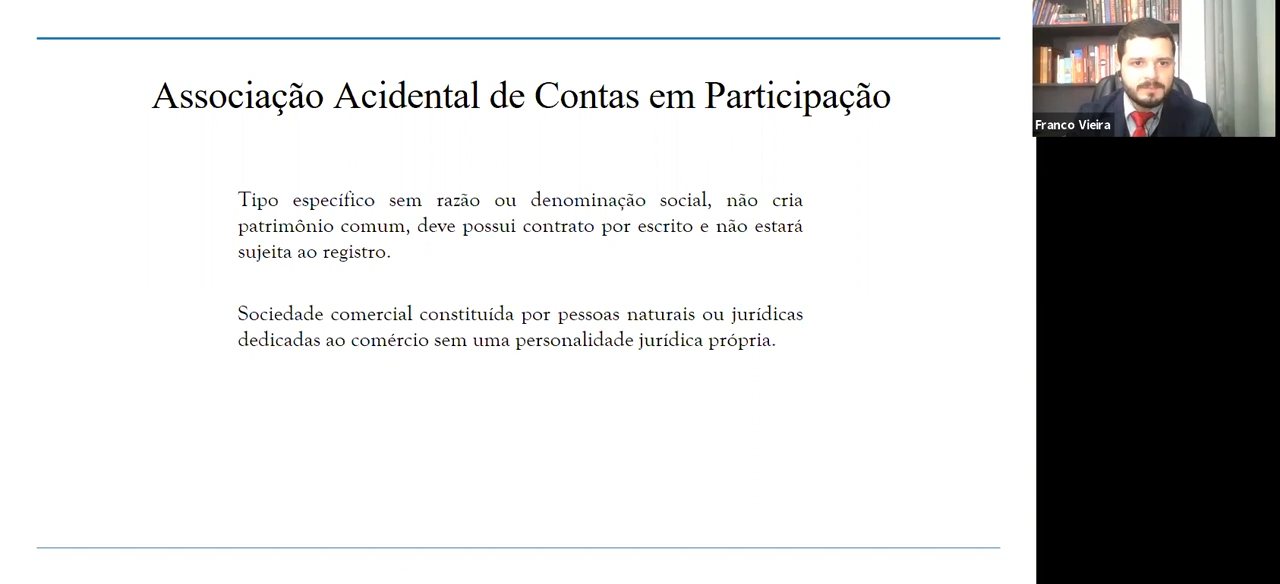 Associação Acidental de Contas em Participação
Tipo específico sem razão ou denominação social, não cria
patrimônio comum, deve possui contrato por escrito e não estará
sujeita ao registro.
Sociedade comercial constituída por pessoas naturais ou jurídicas
dedicadas ao comércio sem uma personalidade jurídica própria.
Franco Vieira